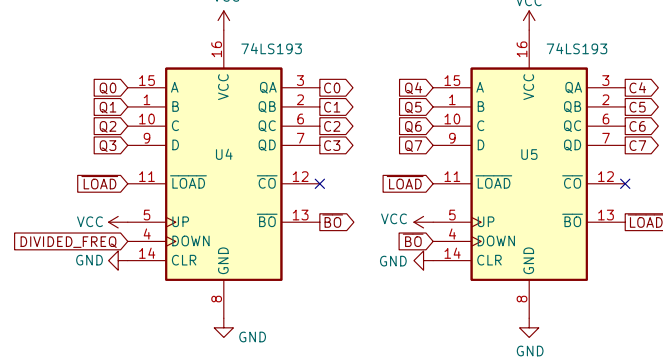 VCC VCC
16 74LS193 16 74LS193
VCC VCC
Q0 15 A QA 3 C0 Q4 15 A QA 3 C4
Q1 1 B QB 2 C1 Q5 1 B QB 2 C5
Q2 10 C QC 6 C2 Q6 10 C QC 6 C6
Q3 9 D QD 7 C3 Q7 9 D QD 7 C7
U4 U5
LOAD 11 LOAD CO 12 LOAD 11 LOAD CO 12
VCC 5 UP BO 13 BO VCC 5 UP BO 13 LOAD
DIVIDED_FREQ 4 DOWN BO 4 DOWN
GND 14 CLR GND 14 CLR
GND GND
8 8
GND GND